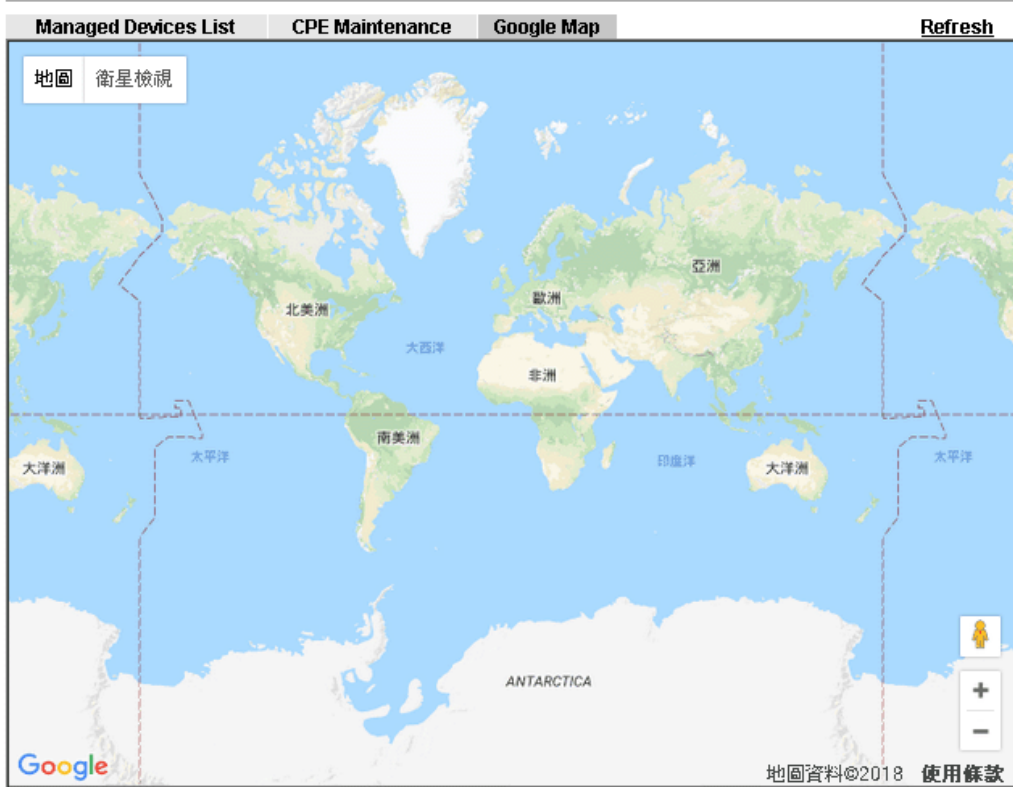 Managed Devices List CPE Maintenance Google Map Refresh
地圖 衛星檢視
亞洲
歐洲
北美洲
大西洋
非洲
南美洲
太平洋 印度洋 太平洋
大洋洲 大洋洲
ANTARCTICA
+
−
Google 地圖資料©2018 使用條款